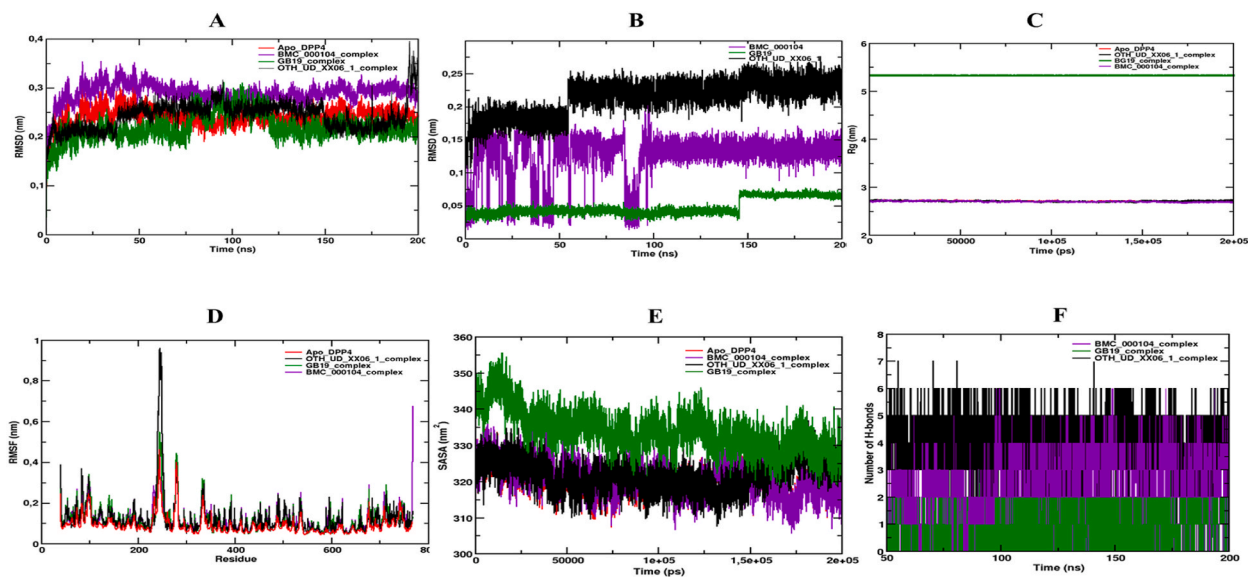 A
B
C
Apo_DPP4
BMC_000104_complex
GB19_complex
OTH_UD_XX06_1_complex
0,4
0,3
0,2
0,1
0
RMSD (nm)
0
50
100
150
200
Time (ns)
BMC_000104
GB19
OTH_UD_XX06_1
0,25
0,2
0,15
0,1
0,05
0
RMSD (nm)
0
50
100
150
200
Time (ns)
Apo_DPP4
OTH_UD_XX06_1_complex
BG19_complex
BMC_000104_complex
6
5
4
3
2
Rg (nm)
0
50000
1e+05
1,5e+05
2e+05
Time (ps)
D
E
F
Apo_DPP4
OTH_UD_XX06_1_complex
GB19_complex
BMC_000104_complex
1
0,8
0,6
0,4
0,2
0
RMSF (nm)
0
200
400
600
80
Residue
Apo_DPP4
BMC_000104_complex
OTH_UD_XX06_1_complex
GB19_complex
360
350
340
330
320
310
300
SASA (nm²)
0
50000
1e+05
1,5e+05
2e+05
Time (ps)
BMC_000104_complex
GB19_complex
OTH_UD_XX06_1_complex
8
7
6
5
4
3
2
1
0
Number of H-bonds
50
100
150
200
Time (ns)